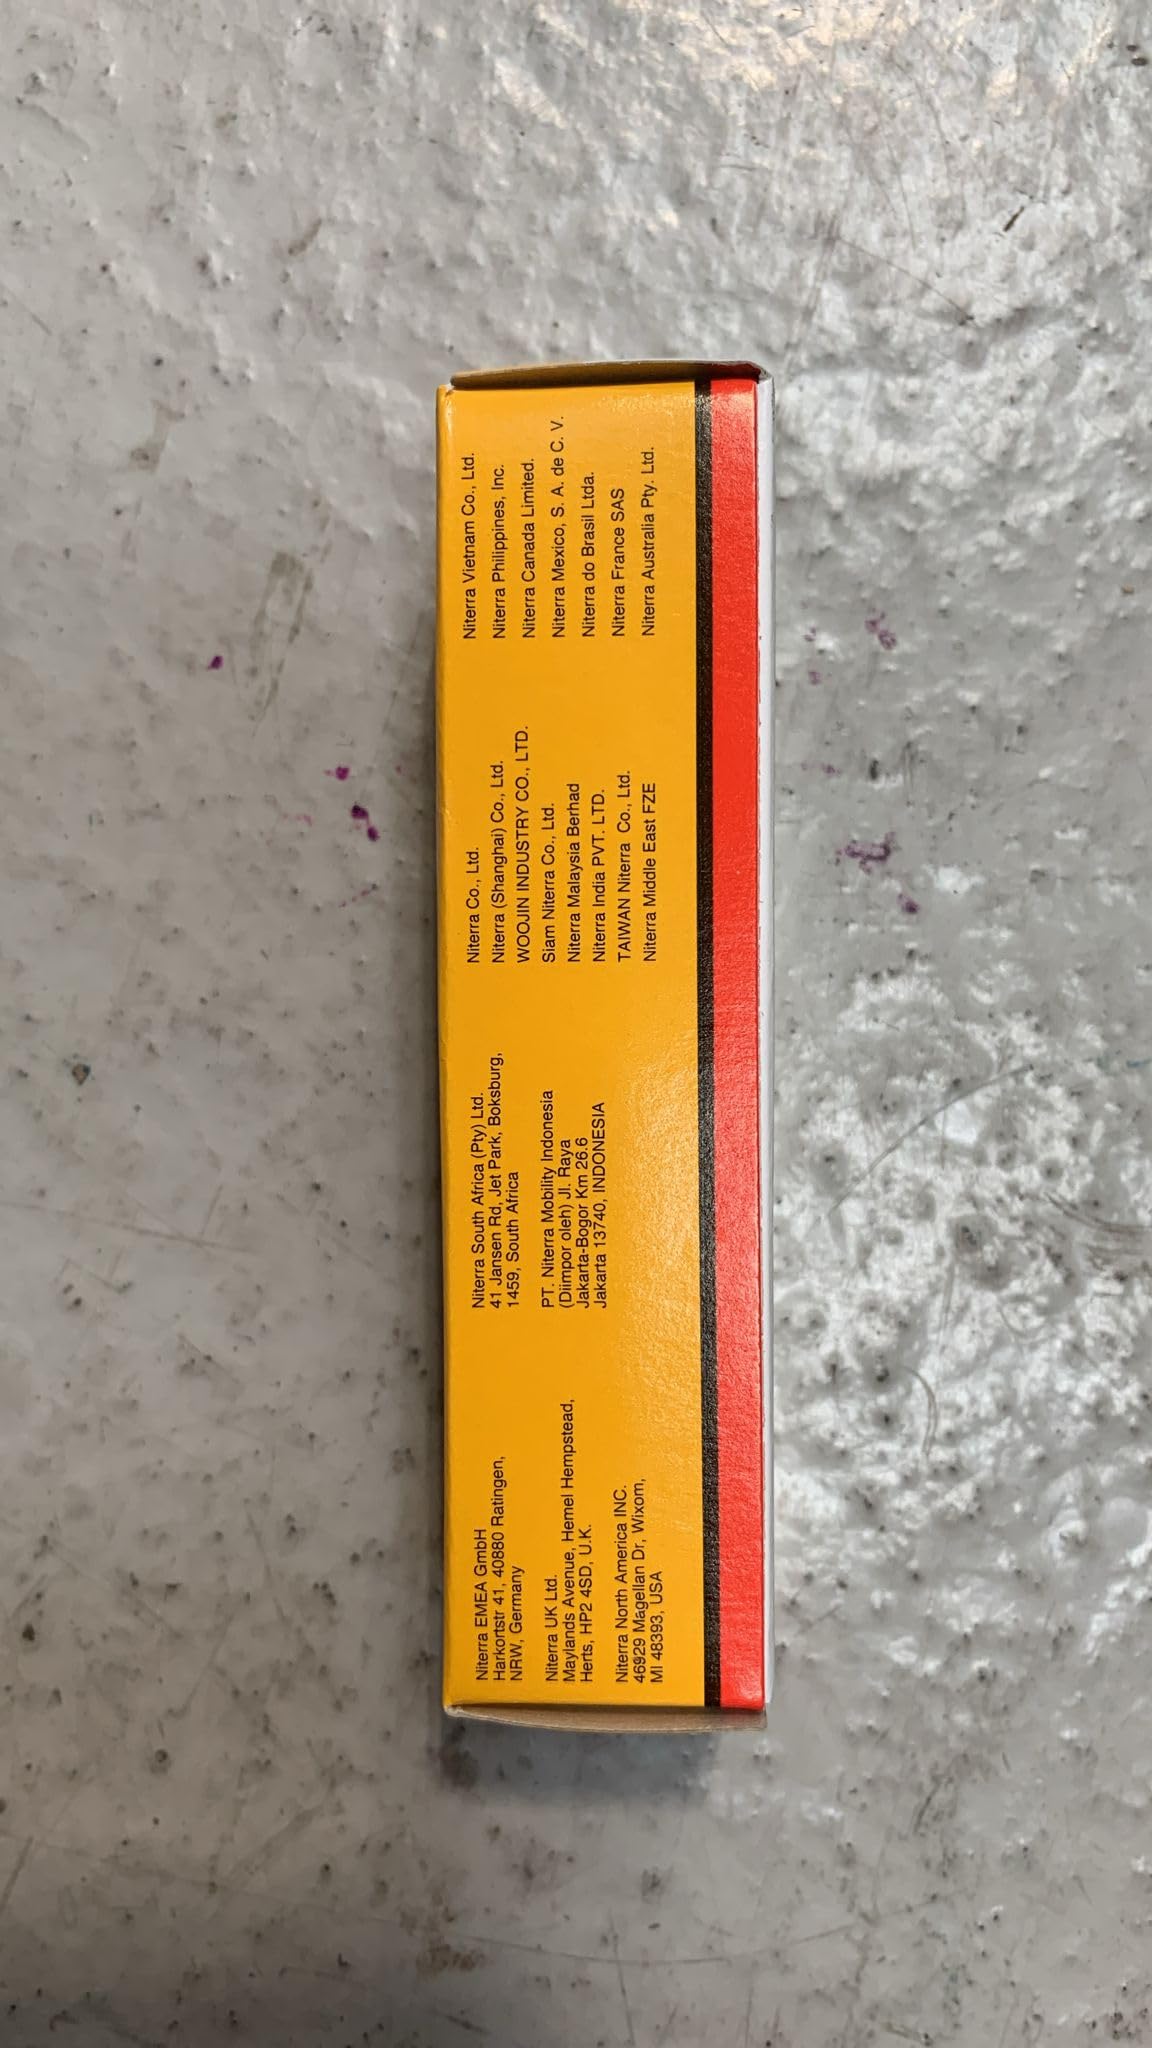 Niterra EMEA GmbH
Harkortstr 41, 40880 Ratingen,
NRW, Germany
Niterra UK Ltd.
Maylands Avenue, Hemel Hempstead,
Herts, HP2 4SD, U.K.
Niterra North America INC.
46929 Magellan Dr, Wixom,
MI 48393, USA
Niterra South Africa (Pty) Ltd.
41 Jansen Rd, Jet Park, Boksburg,
1459, South Africa
PT. Niterra Mobility Indonesia
(Diimpor oleh) Jl. Raya
Jakarta-Bogor Km 26.6
Jakarta 13740, INDONESIA
Niterra Co., Ltd.
Niterra (Shanghai) Co., Ltd.
WOOJIN INDUSTRY CO., LTD.
Siam Niterra Co., Ltd.
Niterra Malaysia Berhad
Niterra India PVT. LTD.
TAIWAN Niterra Co., Ltd.
Niterra Middle East FZE
Niterra Vietnam Co., Ltd.
Niterra Philippines, Inc.
Niterra Canada Limited.
Niterra Mexico, S. A. de C. V.
Niterra do Brasil Ltda.
Niterra France SAS
Niterra Australia Pty. Ltd.